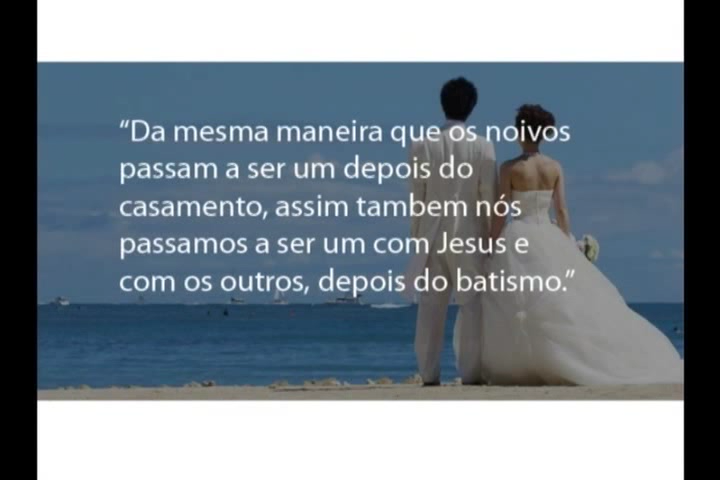 “Da mesma maneira que os noivos
passam a ser um depois do
casamento, assim tambem nós
passamos a ser um com Jesus e
com os outros, depois do batismo.”